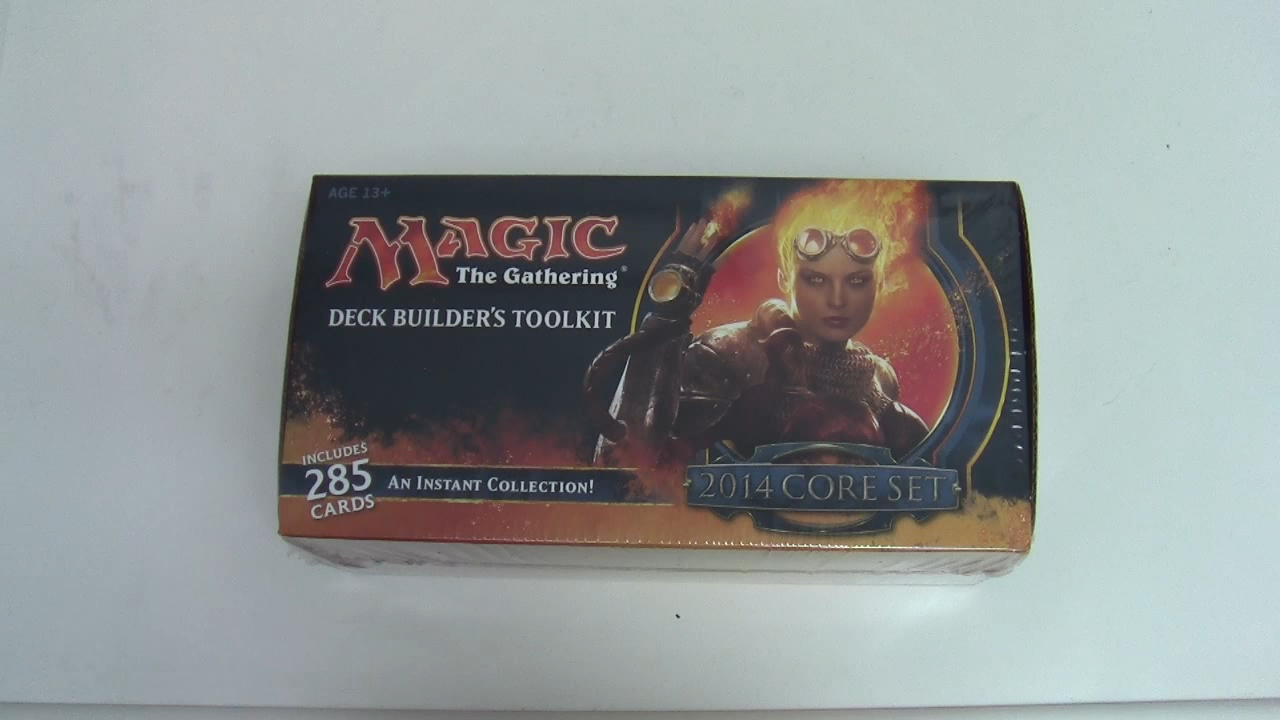 AGE 13+
MAGIC
The Gathering®
DECK BUILDER'S TOOLKIT
INCLUDES
285
CARDS
AN INSTANT COLLECTION!
2014 CORE SET